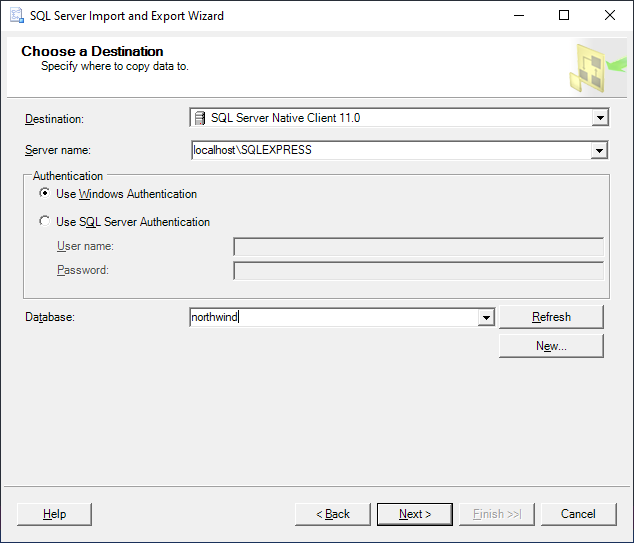 SQL Server Import and Export Wizard
Choose a Destination
Specify where to copy data to.
Destination:
SQL Server Native Client 11.0
Server name:
localhost\SQLEXPRESS
Authentication
Use Windows Authentication
Use SQL Server Authentication
User name:
Password:
Database:
northwind
Refresh
New...
Help
< Back
Next >
Finish >>|
Cancel